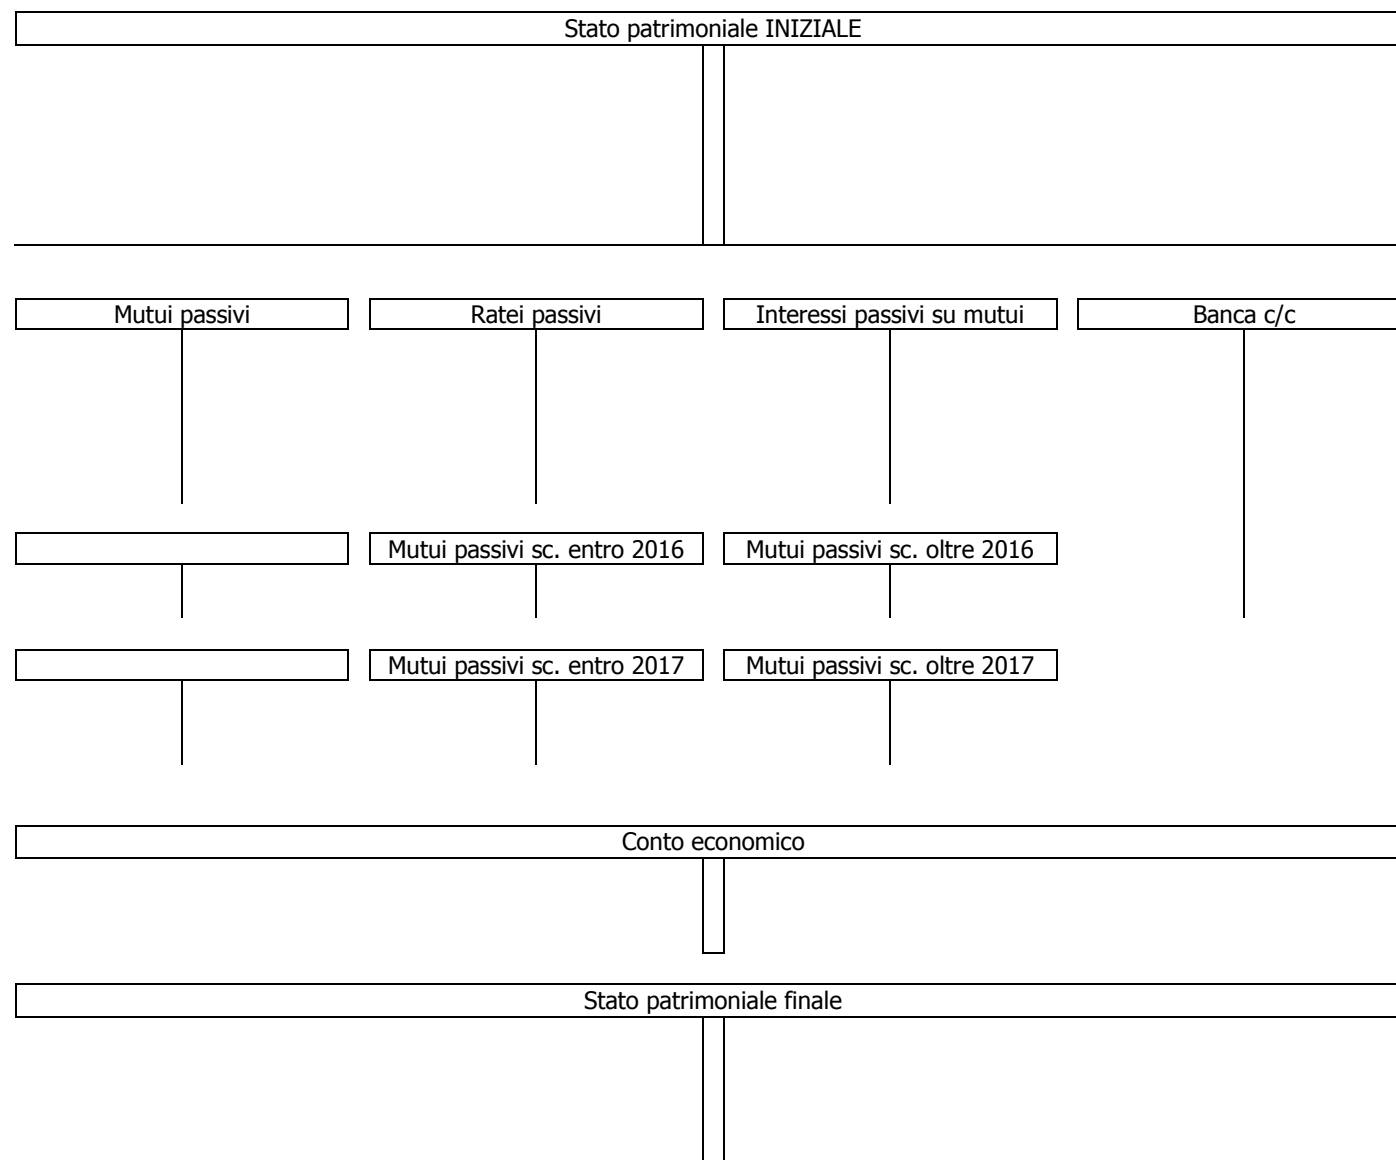 Stato patrimoniale INIZIALE
Mutui passivi
Ratei passivi
Interessi passivi su mutui
Banca c/c
Mutui passivi sc. entro 2016
Mutui passivi sc. oltre 2016
Mutui passivi sc. entro 2017
Mutui passivi sc. oltre 2017
Conto economico
Stato patrimoniale finale